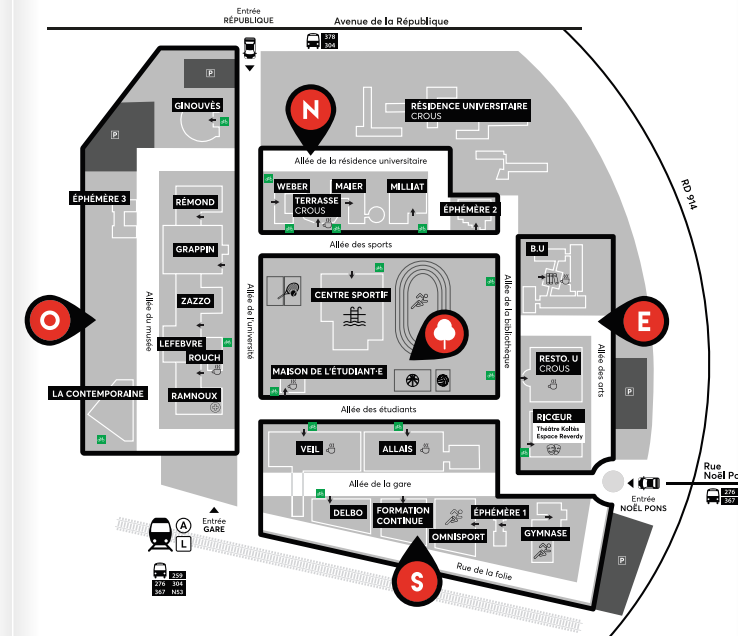 Entrée
RÉPUBLIQUE
Avenue de la République
378
304
P
GINOUVÈS
P
N
RÉSIDENCE UNIVERSITAIRE
CROUS
Allée de la résidence universitaire
WEBER
MAIER
MILLIAT
TERRASSE
CROUS
ÉPHÉMÈRE 2
RD 914
ÉPHÉMÈRE 3
RÉMOND
GRAPPIN
Allée des sports
B.U
ZAZZO
CENTRE SPORTIF
Allée du musée
Allée de l'université
Allée de la bibliothèque
O
E
LEFEBVRE
ROUCH
RESTO. U
CROUS
Allée des arts
MAISON DE L'ÉTUDIANT·E
LA CONTEMPORAINE
RAMNOUX
P
Allée des étudiants
RICŒUR
Théâtre Koltès
Espace Reverdy
VEIL
ALLAIS
Allée de la gare
Rue
Noël Po
276
367
Entrée
NOËL PONS
DELBO
FORMATION
CONTINUE
ÉPHÉMÈRE 1
OMNISPORT
GYMNASE
Entrée
GARE
A
L
P
Rue de la folie
S
259
276 304
367 N53